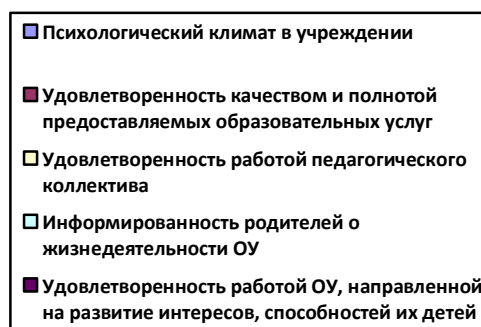 Психологический климат в учреждении
Удовлетворенность качеством и полнотой
предоставляемых образовательных услуг
Удовлетворенность работой педагогического
коллектива
Информированность родителей о
жизнедеятельности ОУ
Удовлетворенность работой ОУ, направленной
на развитие интересов, способностей их детей